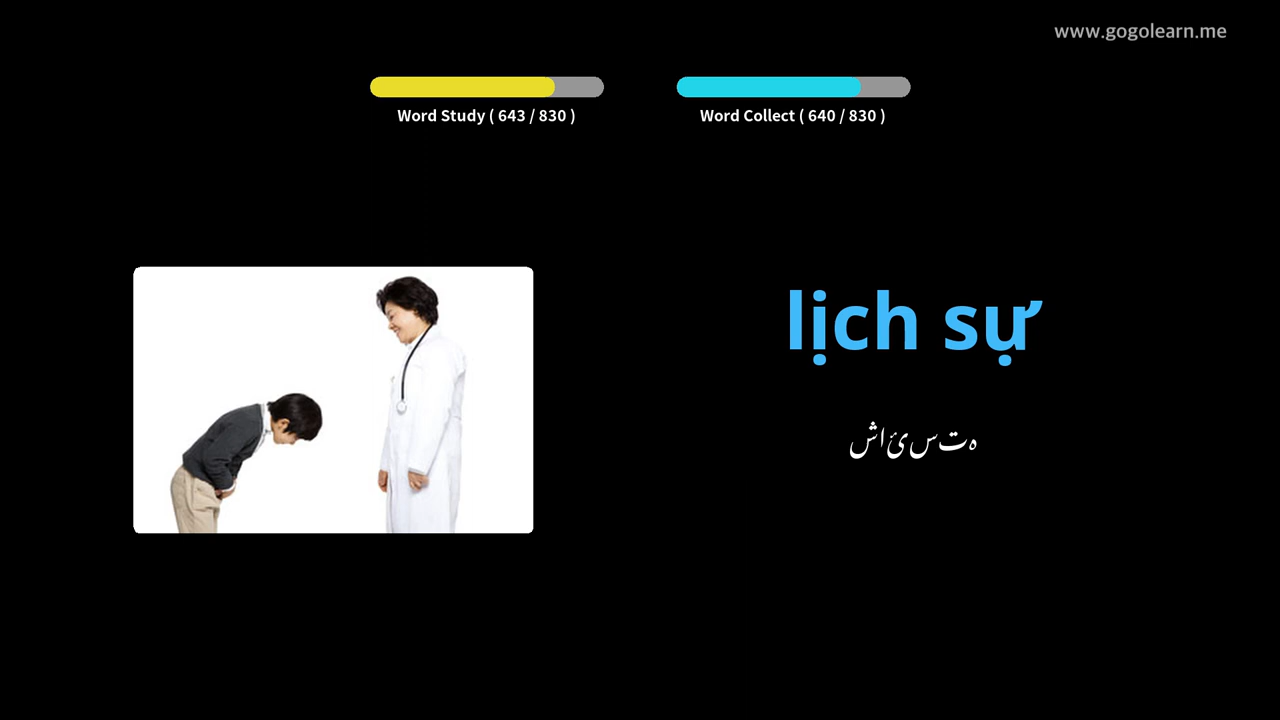 www.gogolearn.me
Word Study ( 643 / 830 )
Word Collect ( 640 / 830 )
lịch sự
شائستہ